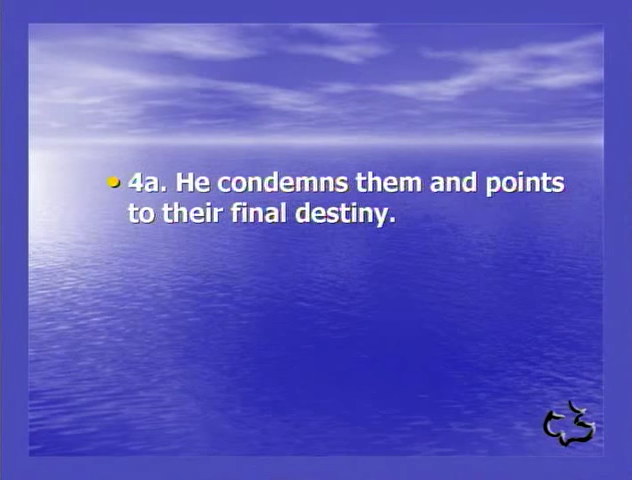 • 4a. He condemns them and points
to their final destiny.